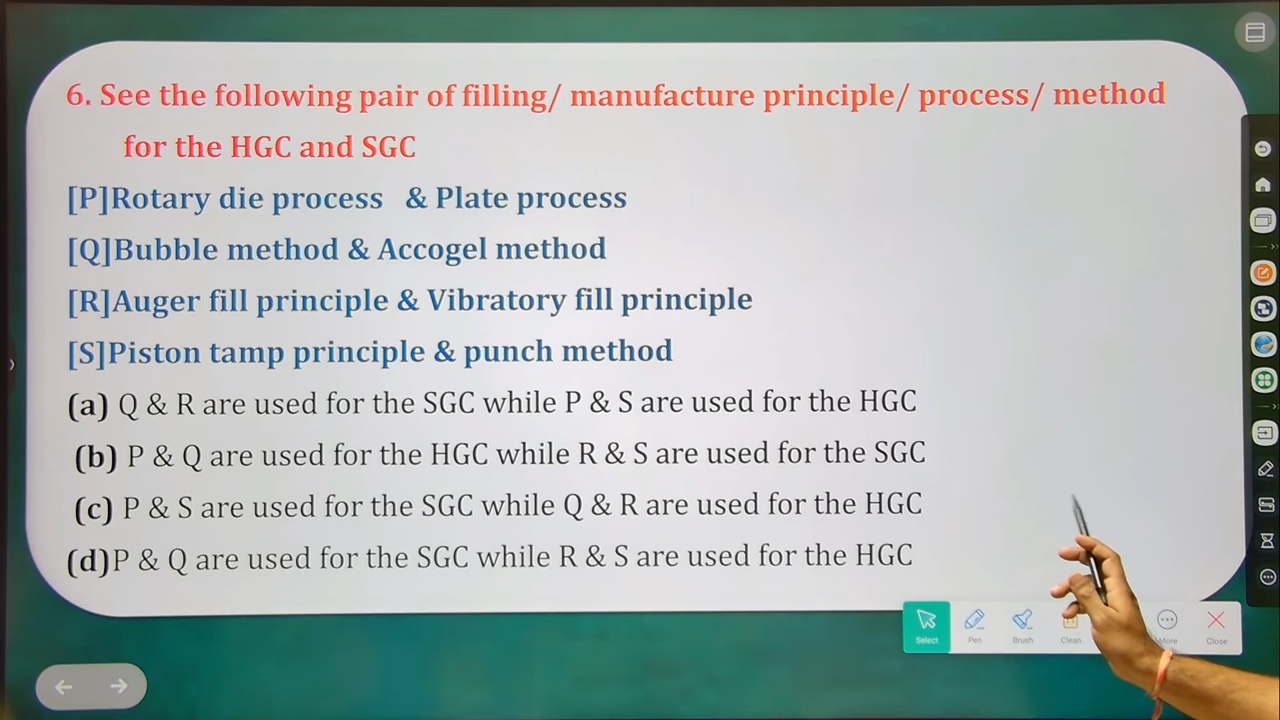 6. See the following pair of filling/ manufacture principle/ process/ method
for the HGC and SGC
[P]Rotary die process & Plate process
[Q]Bubble method & Accogel method
[R]Auger fill principle & Vibratory fill principle
[S]Piston tamp principle & punch method
(a) Q & R are used for the SGC while P & S are used for the HGC
(b) P & Q are used for the HGC while R & S are used for the SGC
(c) P & S are used for the SGC while Q & R are used for the HGC
(d)P & Q are used for the SGC while R & S are used for the HGC
Select Pen Brush Clean More Close